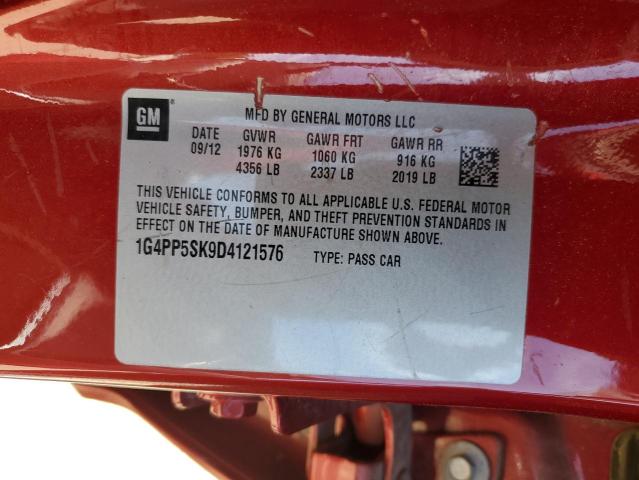 GM
MFD BY GENERAL MOTORS LLC
DATE GVWR GAWR FRT GAWR RR
09/12 1976 KG 1060 KG 916 KG
4356 LB 2337 LB 2019 LB
THIS VEHICLE CONFORMS TO ALL APPLICABLE U.S. FEDERAL MOTOR
VEHICLE SAFETY, BUMPER, AND THEFT PREVENTION STANDARDS IN
EFFECT ON THE DATE OF MANUFACTURE SHOWN ABOVE.
1G4PP5SK9D4121576 TYPE: PASS CAR